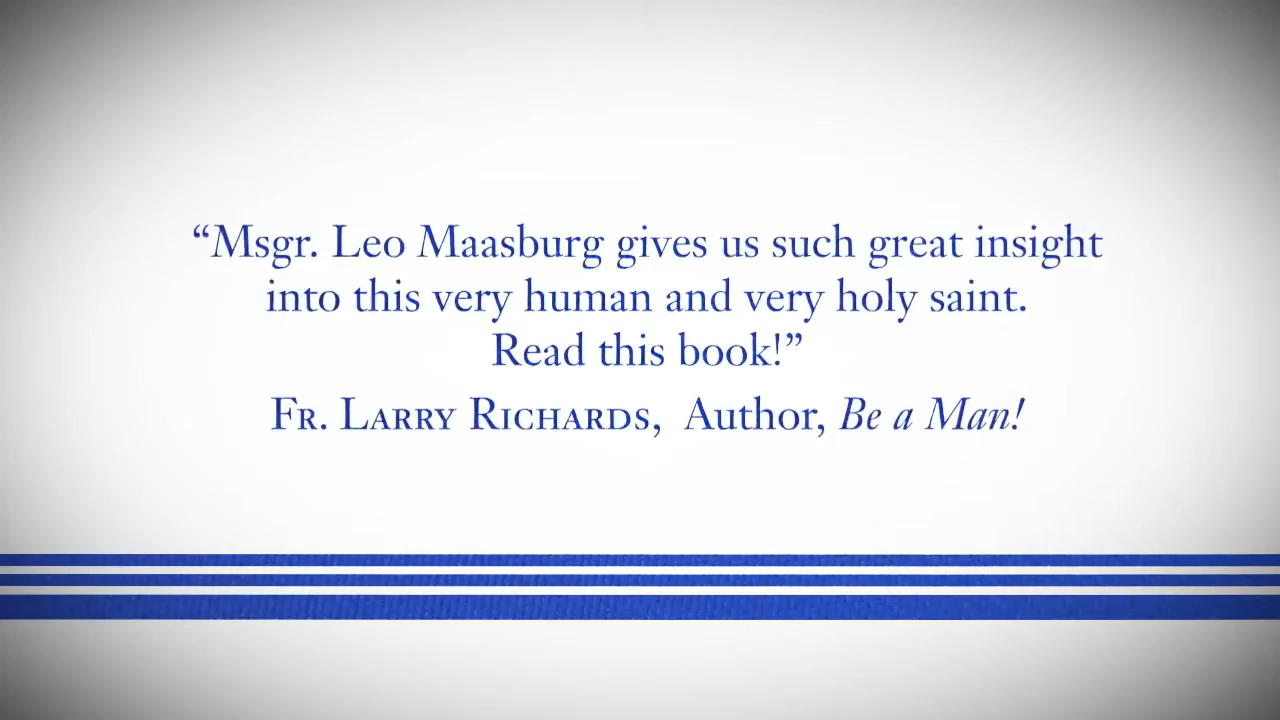 “Msgr. Leo Maasburg gives us such great insight
into this very human and very holy saint.
Read this book!”
Fr. Larry Richards, Author, Be a Man!